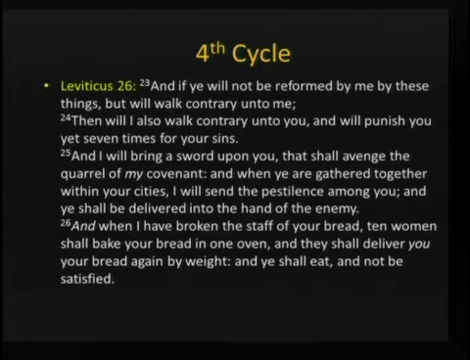 4th Cycle
• Leviticus 26: 23And if ye will not be reformed by me by these
things, but will walk contrary unto me;
24Then will I also walk contrary unto you, and will punish you
yet seven times for your sins.
25And I will bring a sword upon you, that shall avenge the
quarrel of my covenant: and when ye are gathered together
within your cities, I will send the pestilence among you; and
ye shall be delivered into the hand of the enemy.
26And when I have broken the staff of your bread, ten women
shall bake your bread in one oven, and they shall deliver you
your bread again by weight: and ye shall eat, and not be
satisfied.